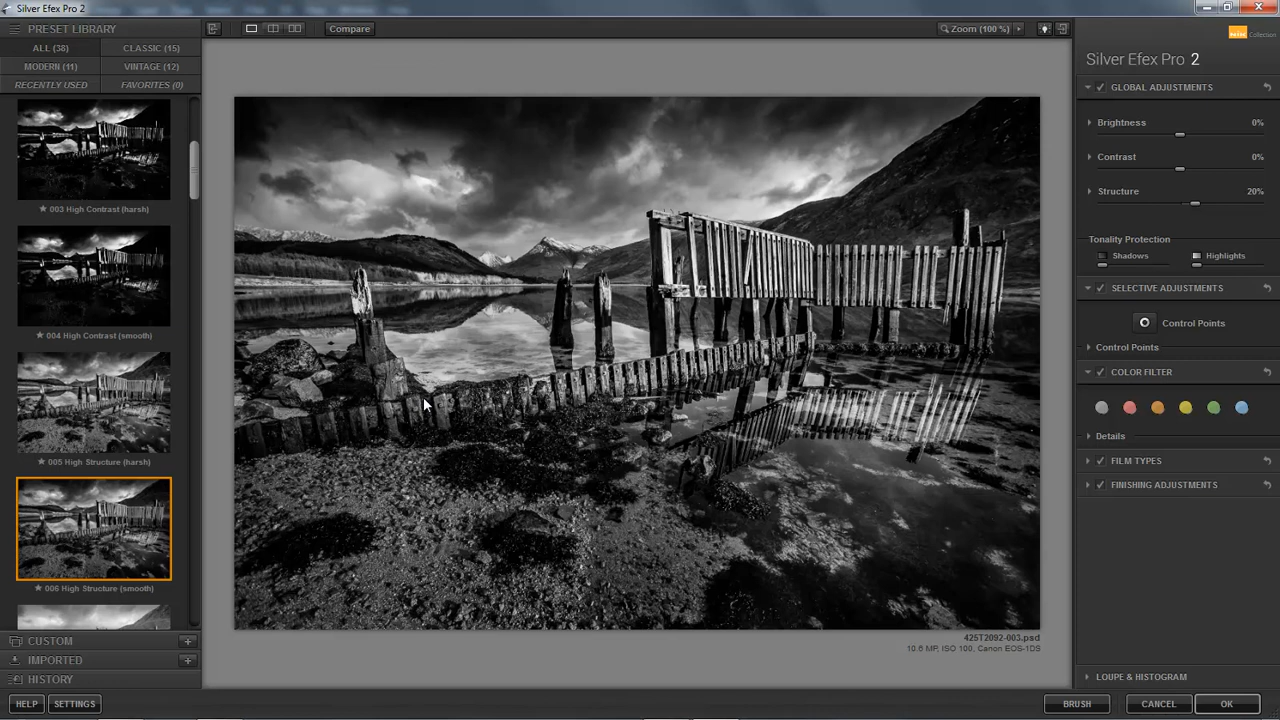 Silver Efex Pro 2
PRESET LIBRARY
ALL (38)
CLASSIC (15)
MODERN (11)
VINTAGE (12)
RECENTLY USED
FAVORITES (0)
★ 003 High Contrast (harsh)
★ 004 High Contrast (smooth)
★ 005 High Structure (harsh)
★ 006 High Structure (smooth)
CUSTOM
IMPORTED
HISTORY
HELP
SETTINGS
Compare
Zoom (100 %)
425T2092-003.psd
10.6 MP, ISO 100, Canon EOS-1DS
Collection
Silver Efex Pro 2
GLOBAL ADJUSTMENTS
Brightness 0%
Contrast 0%
Structure 20%
Tonality Protection
Shadows
Highlights
SELECTIVE ADJUSTMENTS
Control Points
Control Points
COLOR FILTER
Details
FILM TYPES
FINISHING ADJUSTMENTS
LOUPE & HISTOGRAM
BRUSH
CANCEL
OK